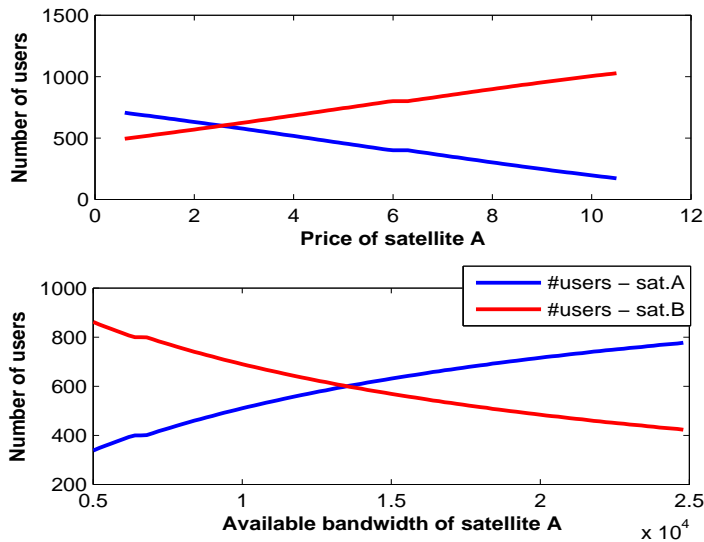 1500
1000
500
0
Number of users
0 2 4 6 8 10 12
Price of satellite A
1000
800
600
400
200
Number of users
#users – sat.A
#users – sat.B
0.5 1 1.5 2 2.5
Available bandwidth of satellite A
x 10^4